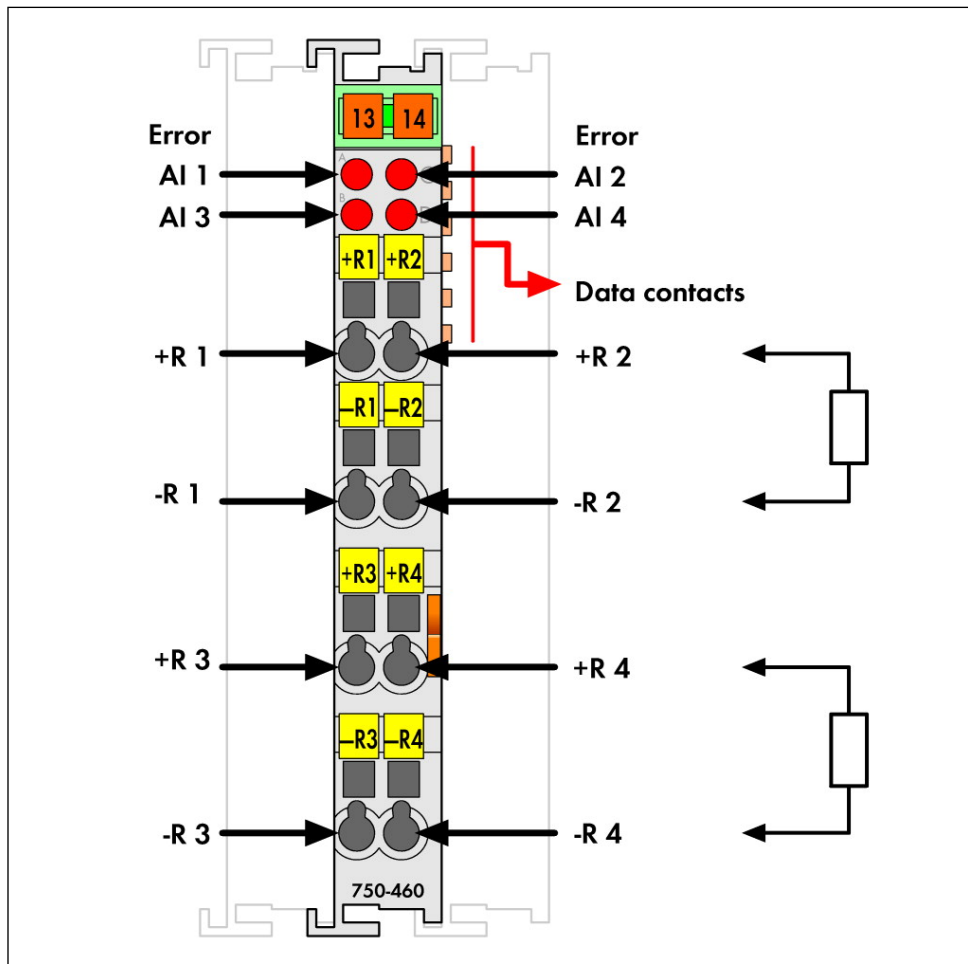 13 14
Error Error
A C
AI 1 AI 2
B D
AI 3 AI 4
+R1 +R2
Data contacts
+R 1 +R 2
–R1 –R2
-R 1 -R 2
+R3 +R4
+R 3 +R 4
–R3 –R4
-R 3 -R 4
750-460